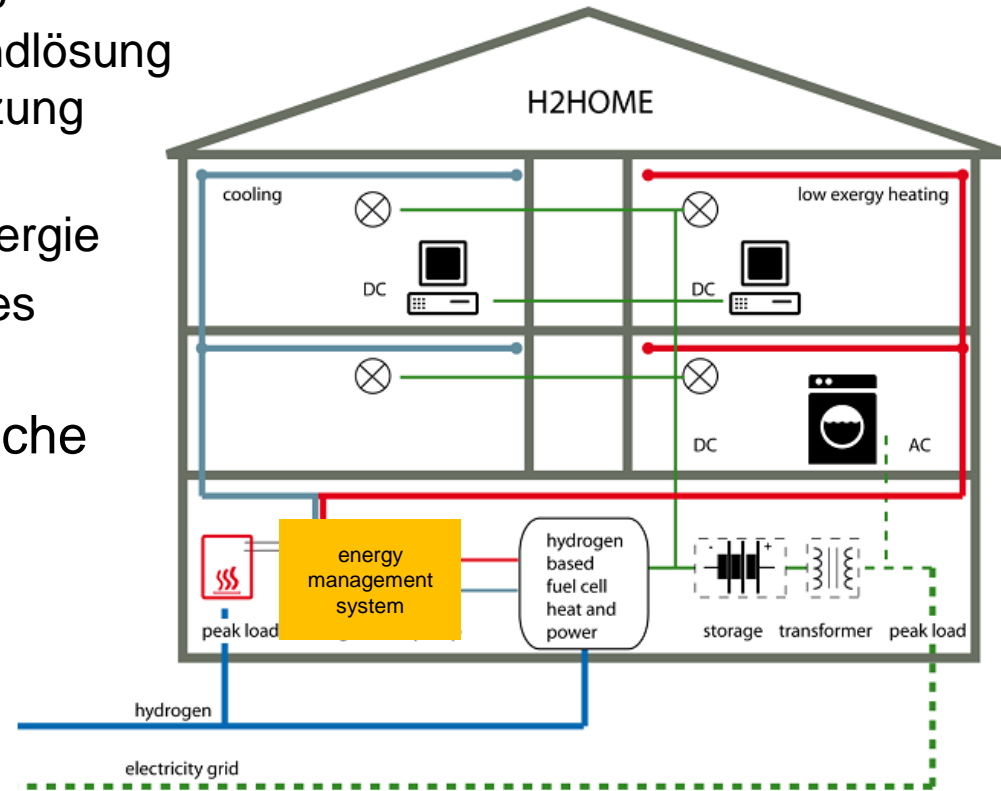 ndlösung
zung
ergie
es
che
H2HOME
cooling
low exergy heating
DC
DC
DC
AC
energy
management
system
hydrogen
based
fuel cell
heat and
power
- +
peak load
storage
transformer
peak load
hydrogen
electricity grid